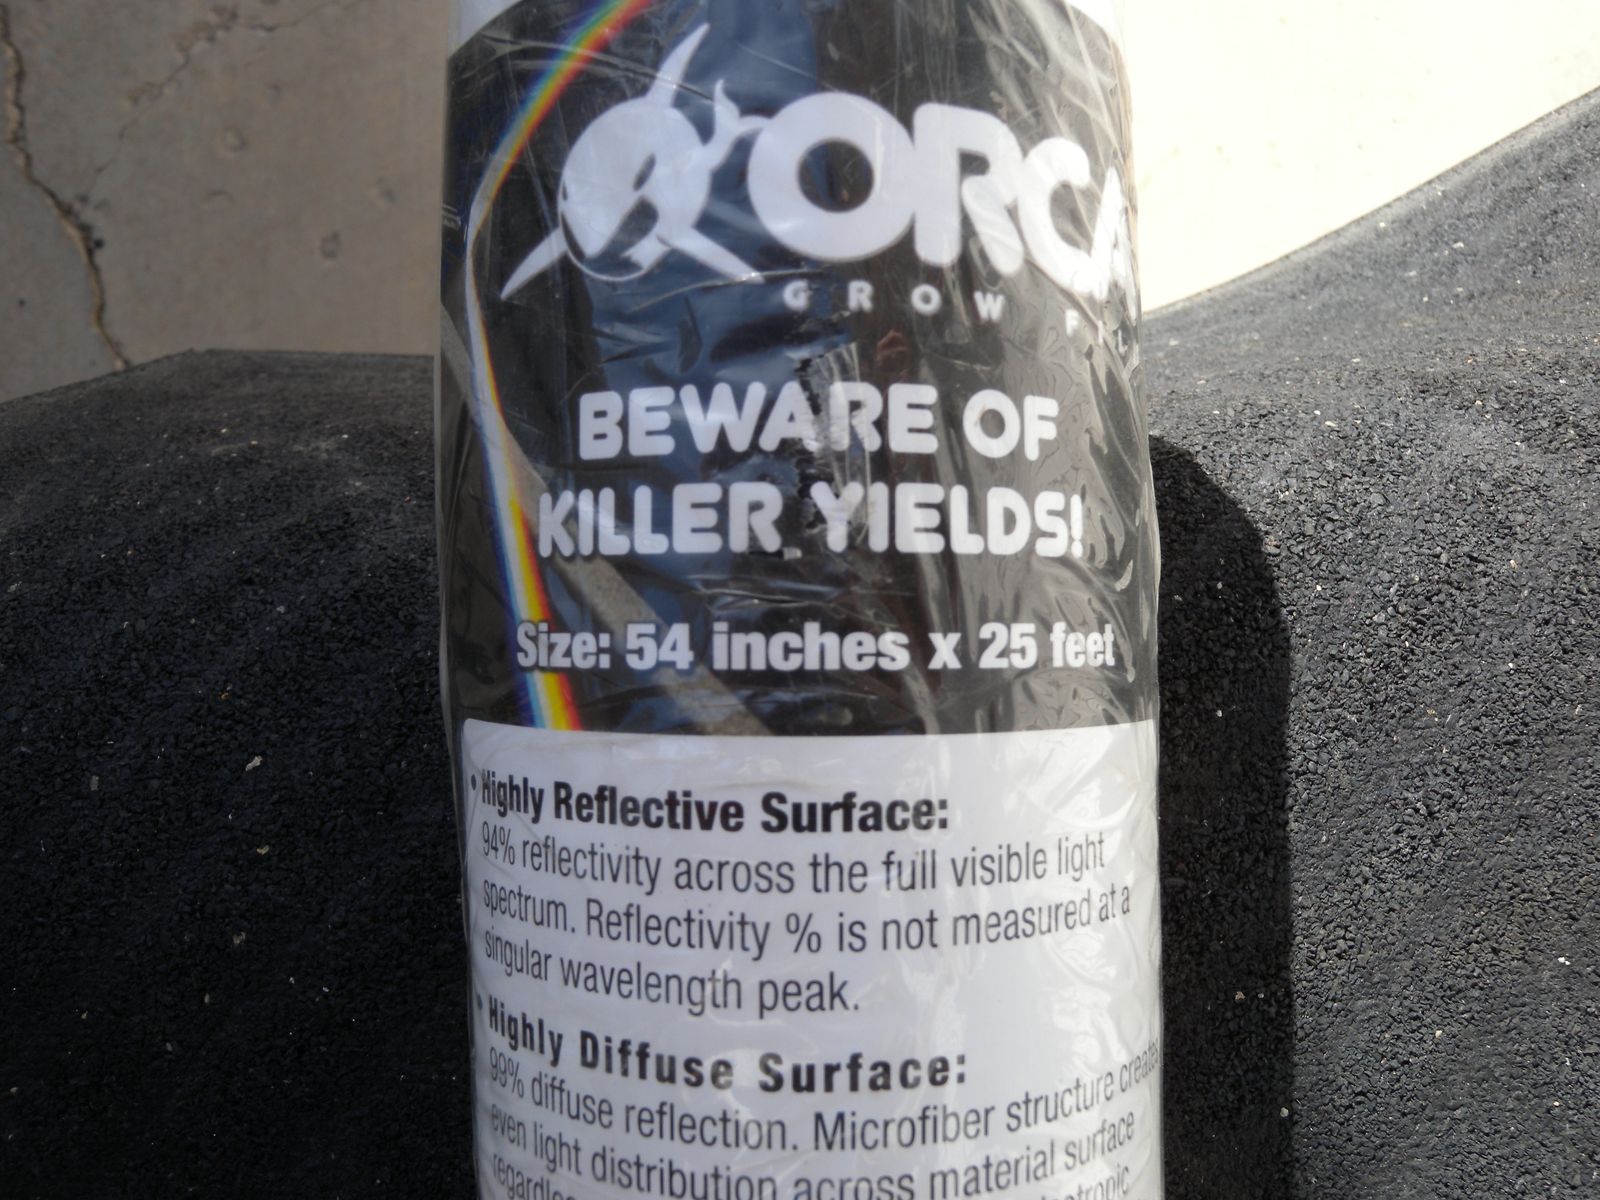 ORCA
GROW FIL
BEWARE OF
KILLER YIELDS!
Size: 54 inches x 25 feet
• Highly Reflective Surface:
94% reflectivity across the full visible light
spectrum. Reflectivity % is not measured at a
singular wavelength peak.
• Highly Diffuse Surface:
99% diffuse reflection. Microfiber structure creates
even light distribution across material surface